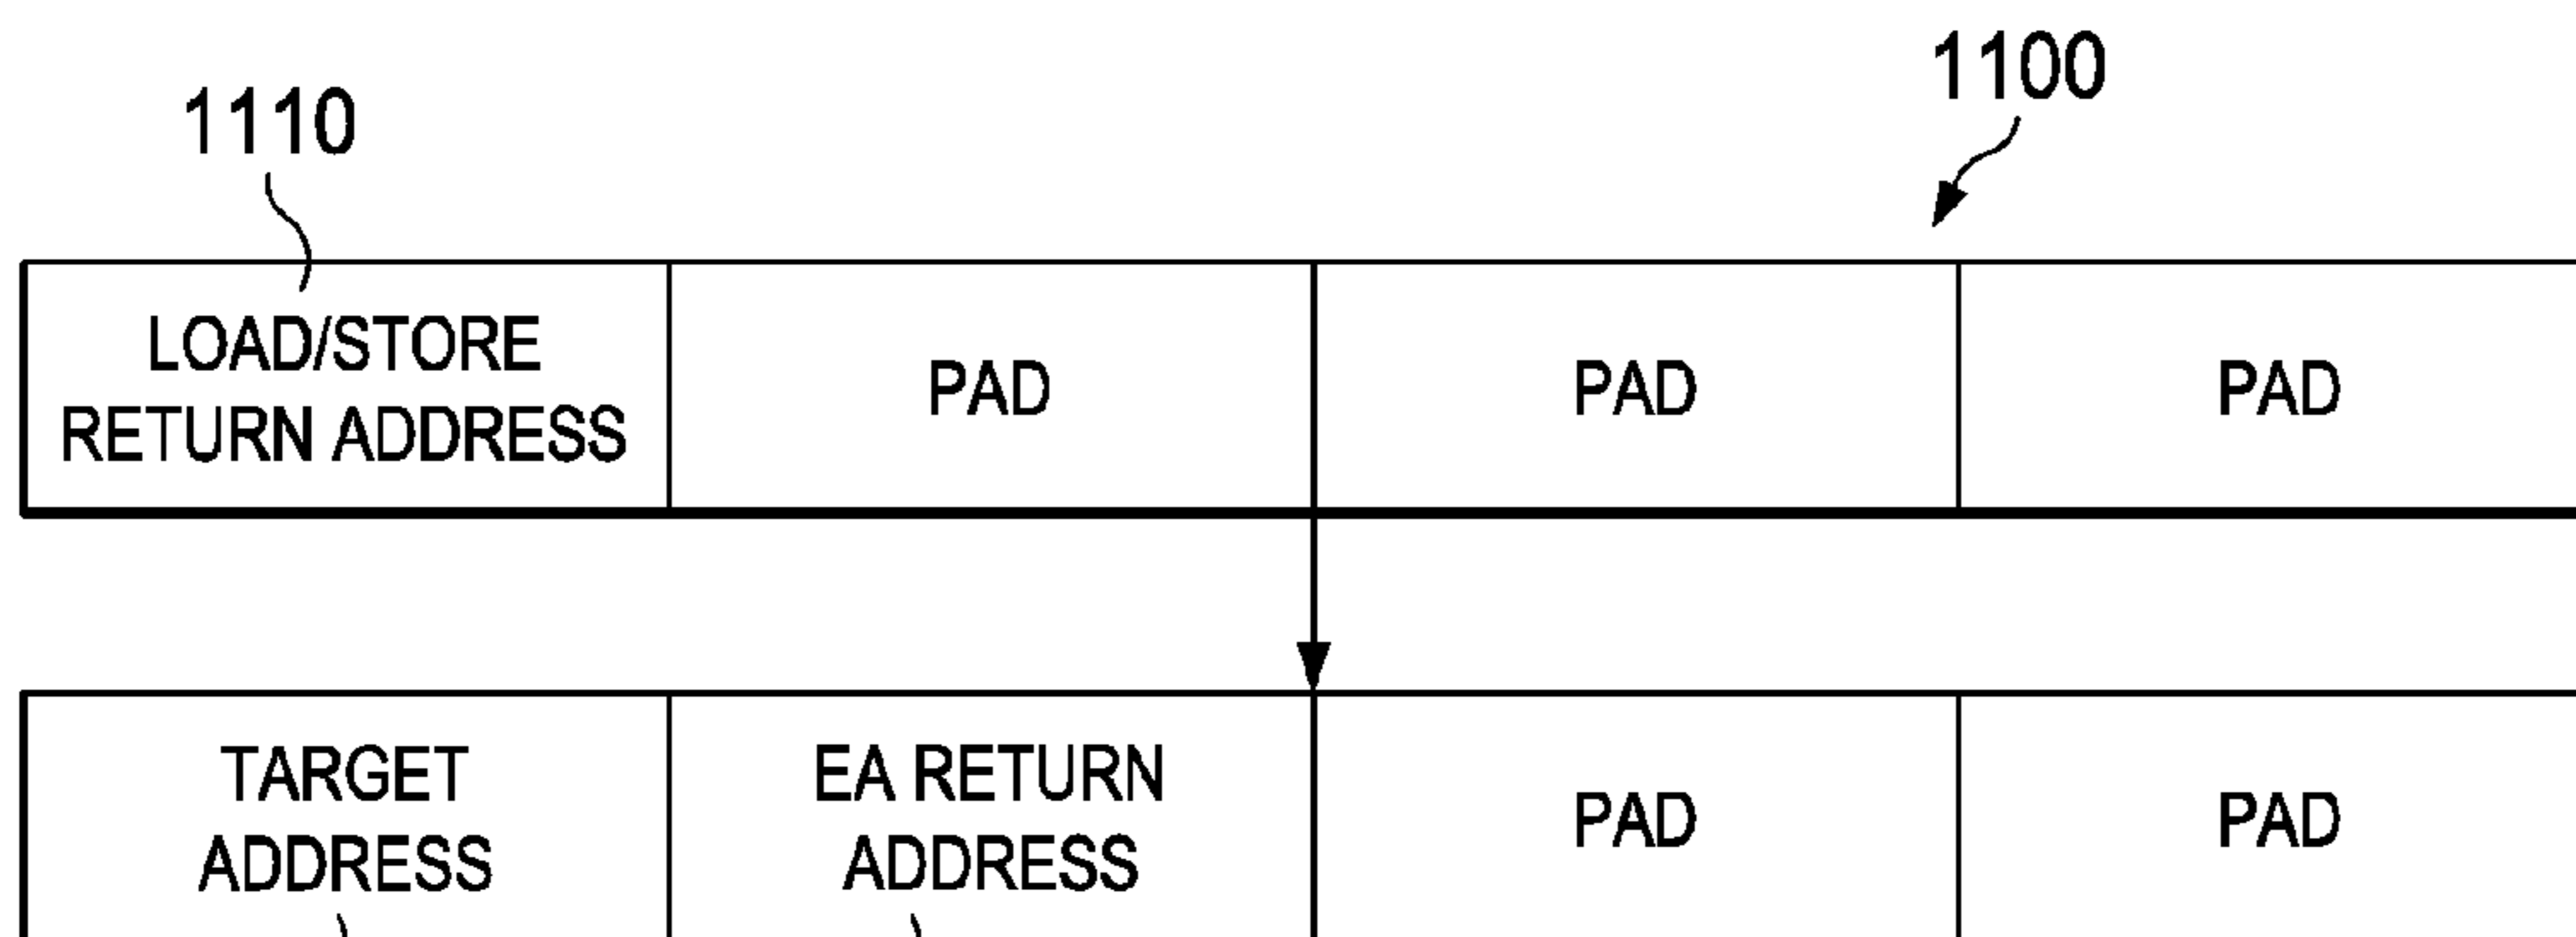 1100
1110
LOAD/STORE
RETURN ADDRESS
PAD
PAD
PAD
TARGET
ADDRESS
EA RETURN
ADDRESS
PAD
PAD